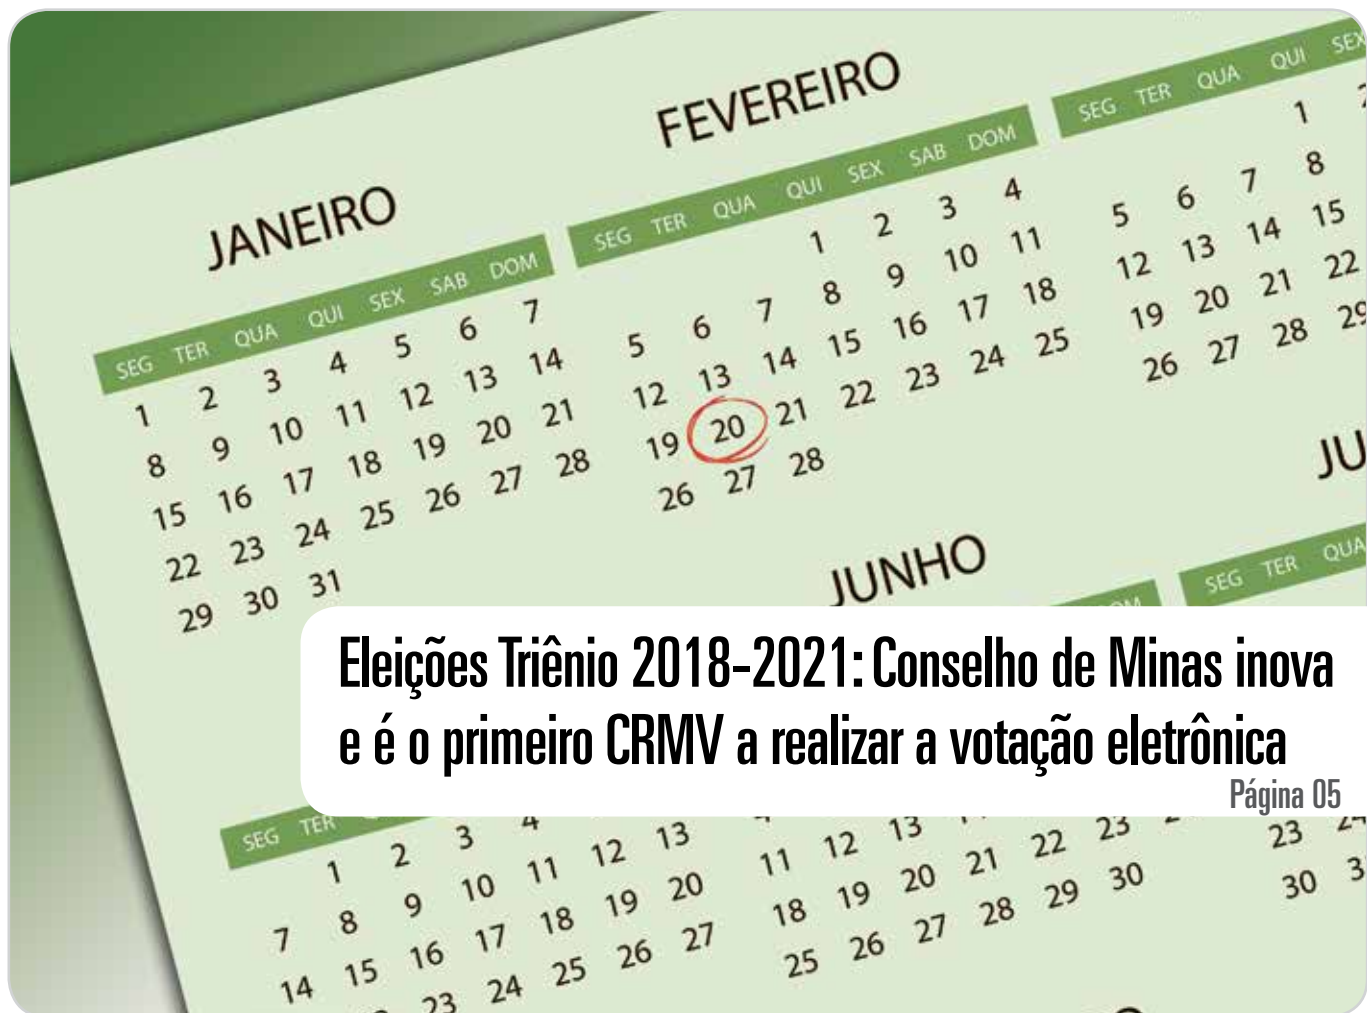 JANEIRO
SEG TER QUA QUI SEX SAB DOM
1 2 3 4 5 6 7
8 9 10 11 12 13 14
15 16 17 18 19 20 21
22 23 24 25 26 27 28
29 30 31
FEVEREIRO
SEG TER QUA QUI SEX SAB DOM
1 2 3 4
5 6 7 8 9 10 11
12 13 14 15 16 17 18
19 20 21 22 23 24 25
26 27 28
SEG TER QUA QUI SEX
1
5 6 7 8
12 13 14 15
19 20 21 22
26 27 28 29
JUNHO
JU
SEG TER QUA
Eleições Triênio 2018-2021: Conselho de Minas inova
e é o primeiro CRMV a realizar a votação eletrônica
Página 05
SEG TER
1 2 3 4
7 8 9 10 11 12 13
14 15 16 17 18 19 20
23 24 25 26 27
11 12 13
18 19 20 21 22 23
25 26 27 28 29 30
23 24
30